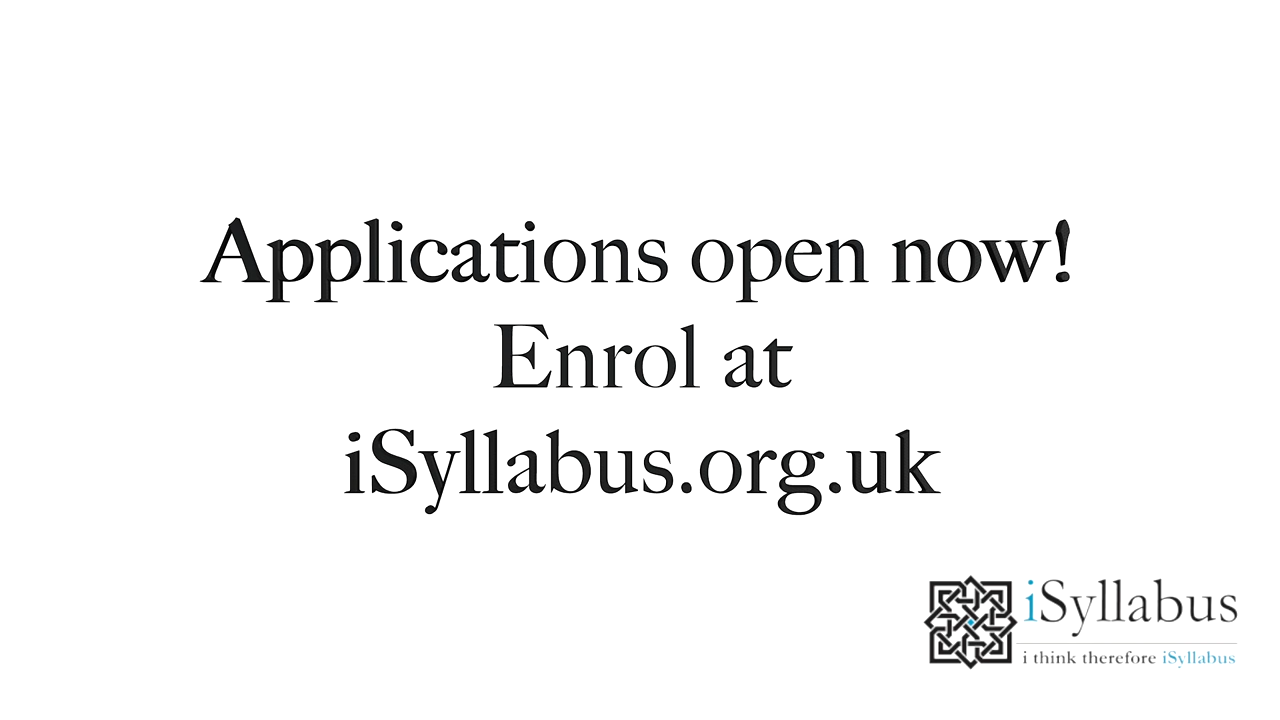 Applications open now!
Enrol at
iSyllabus.org.uk
iSyllabus
i think therefore iSyllabus